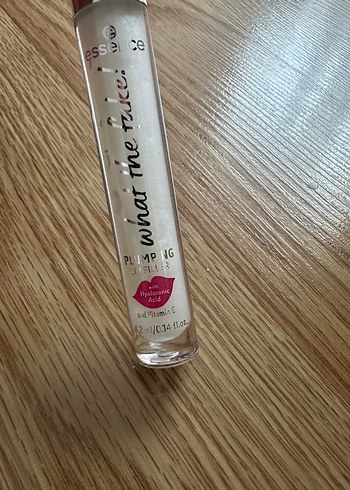 essence
what the fake!
PLUMPING
LIP FILLER
with
Hyaluronic
Acid
and Vitamin E
4.2 ml/0.14 fl.oz.